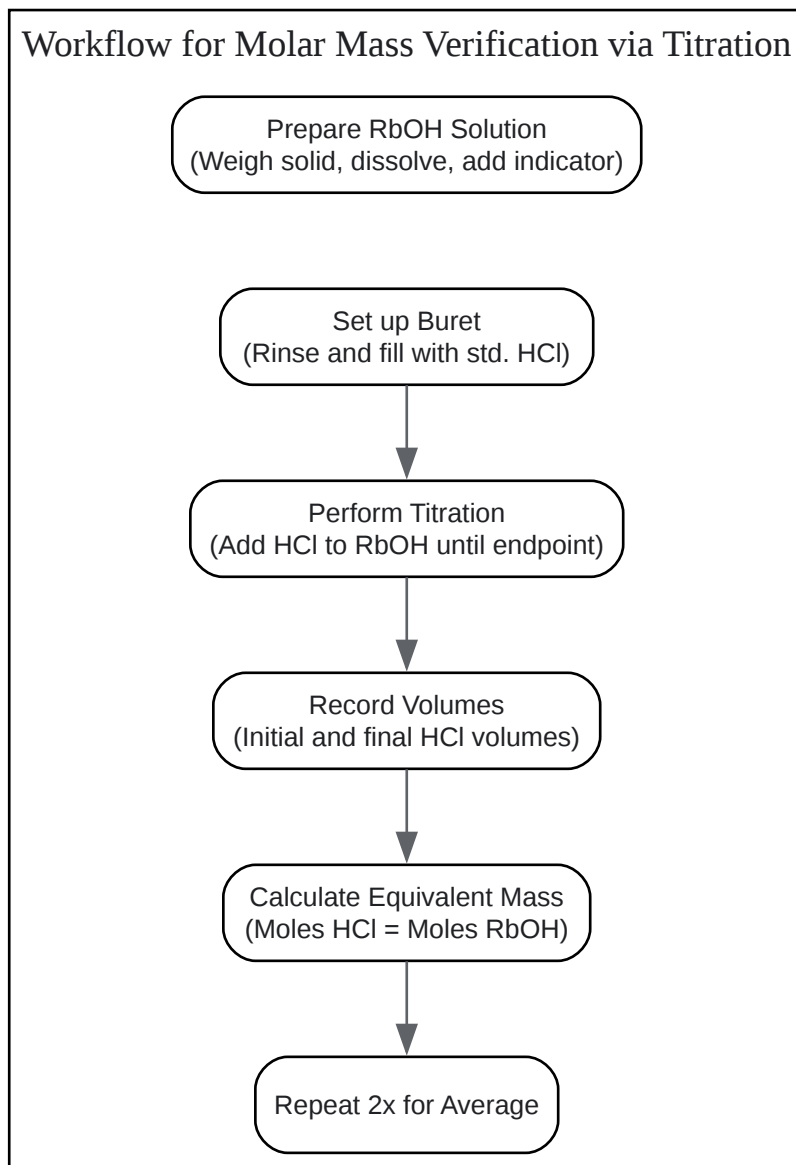 Workflow for Molar Mass Verification via Titration
Prepare RbOH Solution
(Weigh solid, dissolve, add indicator)
Set up Buret
(Rinse and fill with std. HCl)
Perform Titration
(Add HCl to RbOH until endpoint)
Record Volumes
(Initial and final HCl volumes)
Calculate Equivalent Mass
(Moles HCl = Moles RbOH)
Repeat 2x for Average